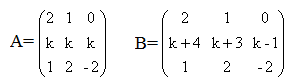 A= ( 2 1 0 B= ( 2 1 0
k k k k+4 k+3 k-1
1 2 -2 ) 1 2 -2 )